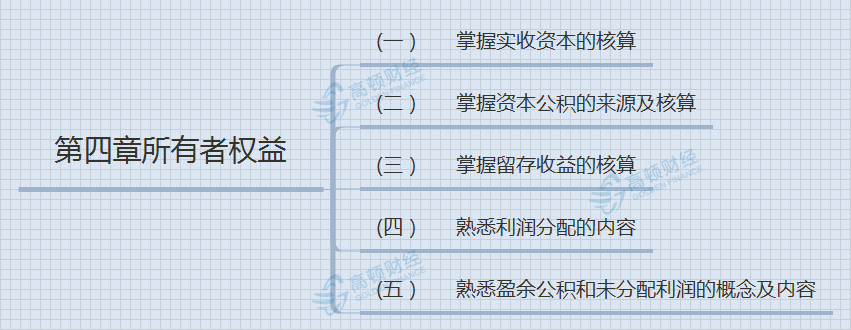 第四章所有者权益
(一) 掌握实收资本的核算
(二) 掌握资本公积的来源及核算
(三) 掌握留存收益的核算
(四) 熟悉利润分配的内容
(五) 熟悉盈余公积和未分配利润的概念及内容
高顿财经
GOLDEN FINANCE
高顿财经
GOLDEN FINANCE
高顿财经
GOLDEN FINANCE